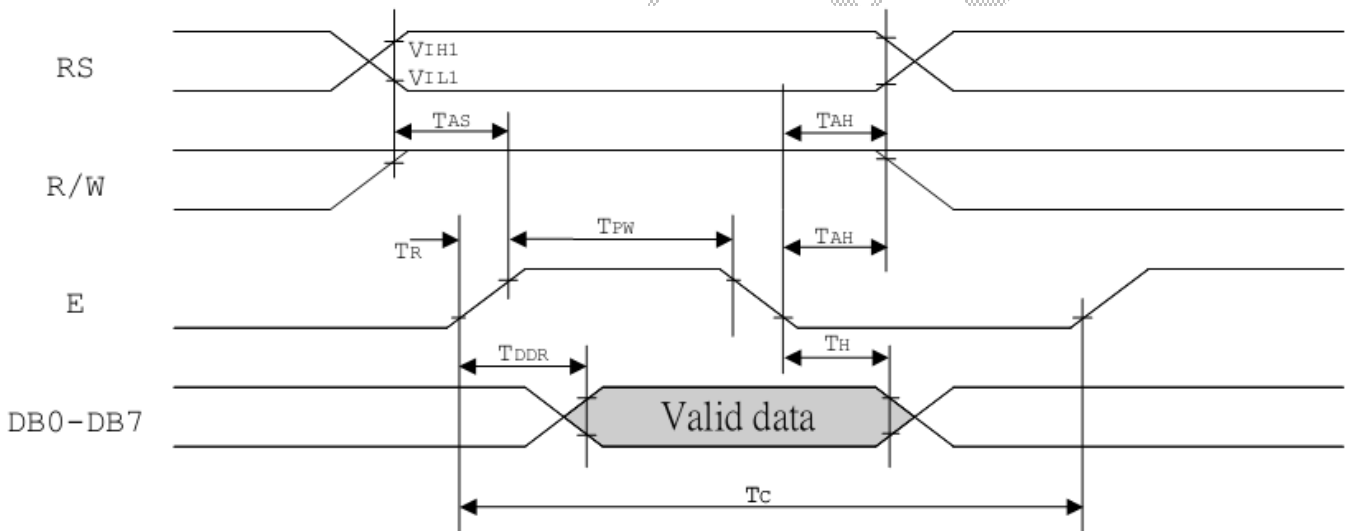 RS
VIH1
VIL1
TAS
TAH
R/W
TPW
TR
TAH
E
TDDR
TH
DB0-DB7
Valid data
TC